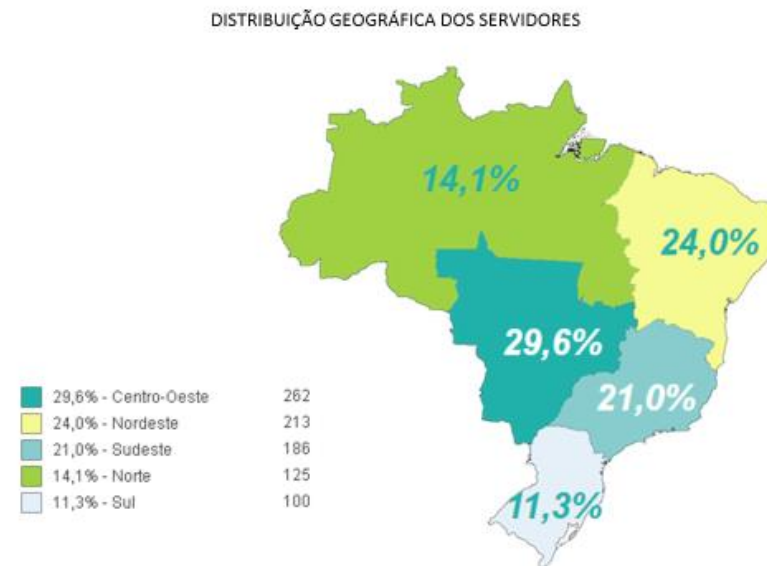 DISTRIBUIÇÃO GEOGRÁFICA DOS SERVIDORES
14,1%
24,0%
29,6%
21,0%
11,3%
29,6% - Centro-Oeste 262
24,0% - Nordeste 213
21,0% - Sudeste 186
14,1% - Norte 125
11,3% - Sul 100